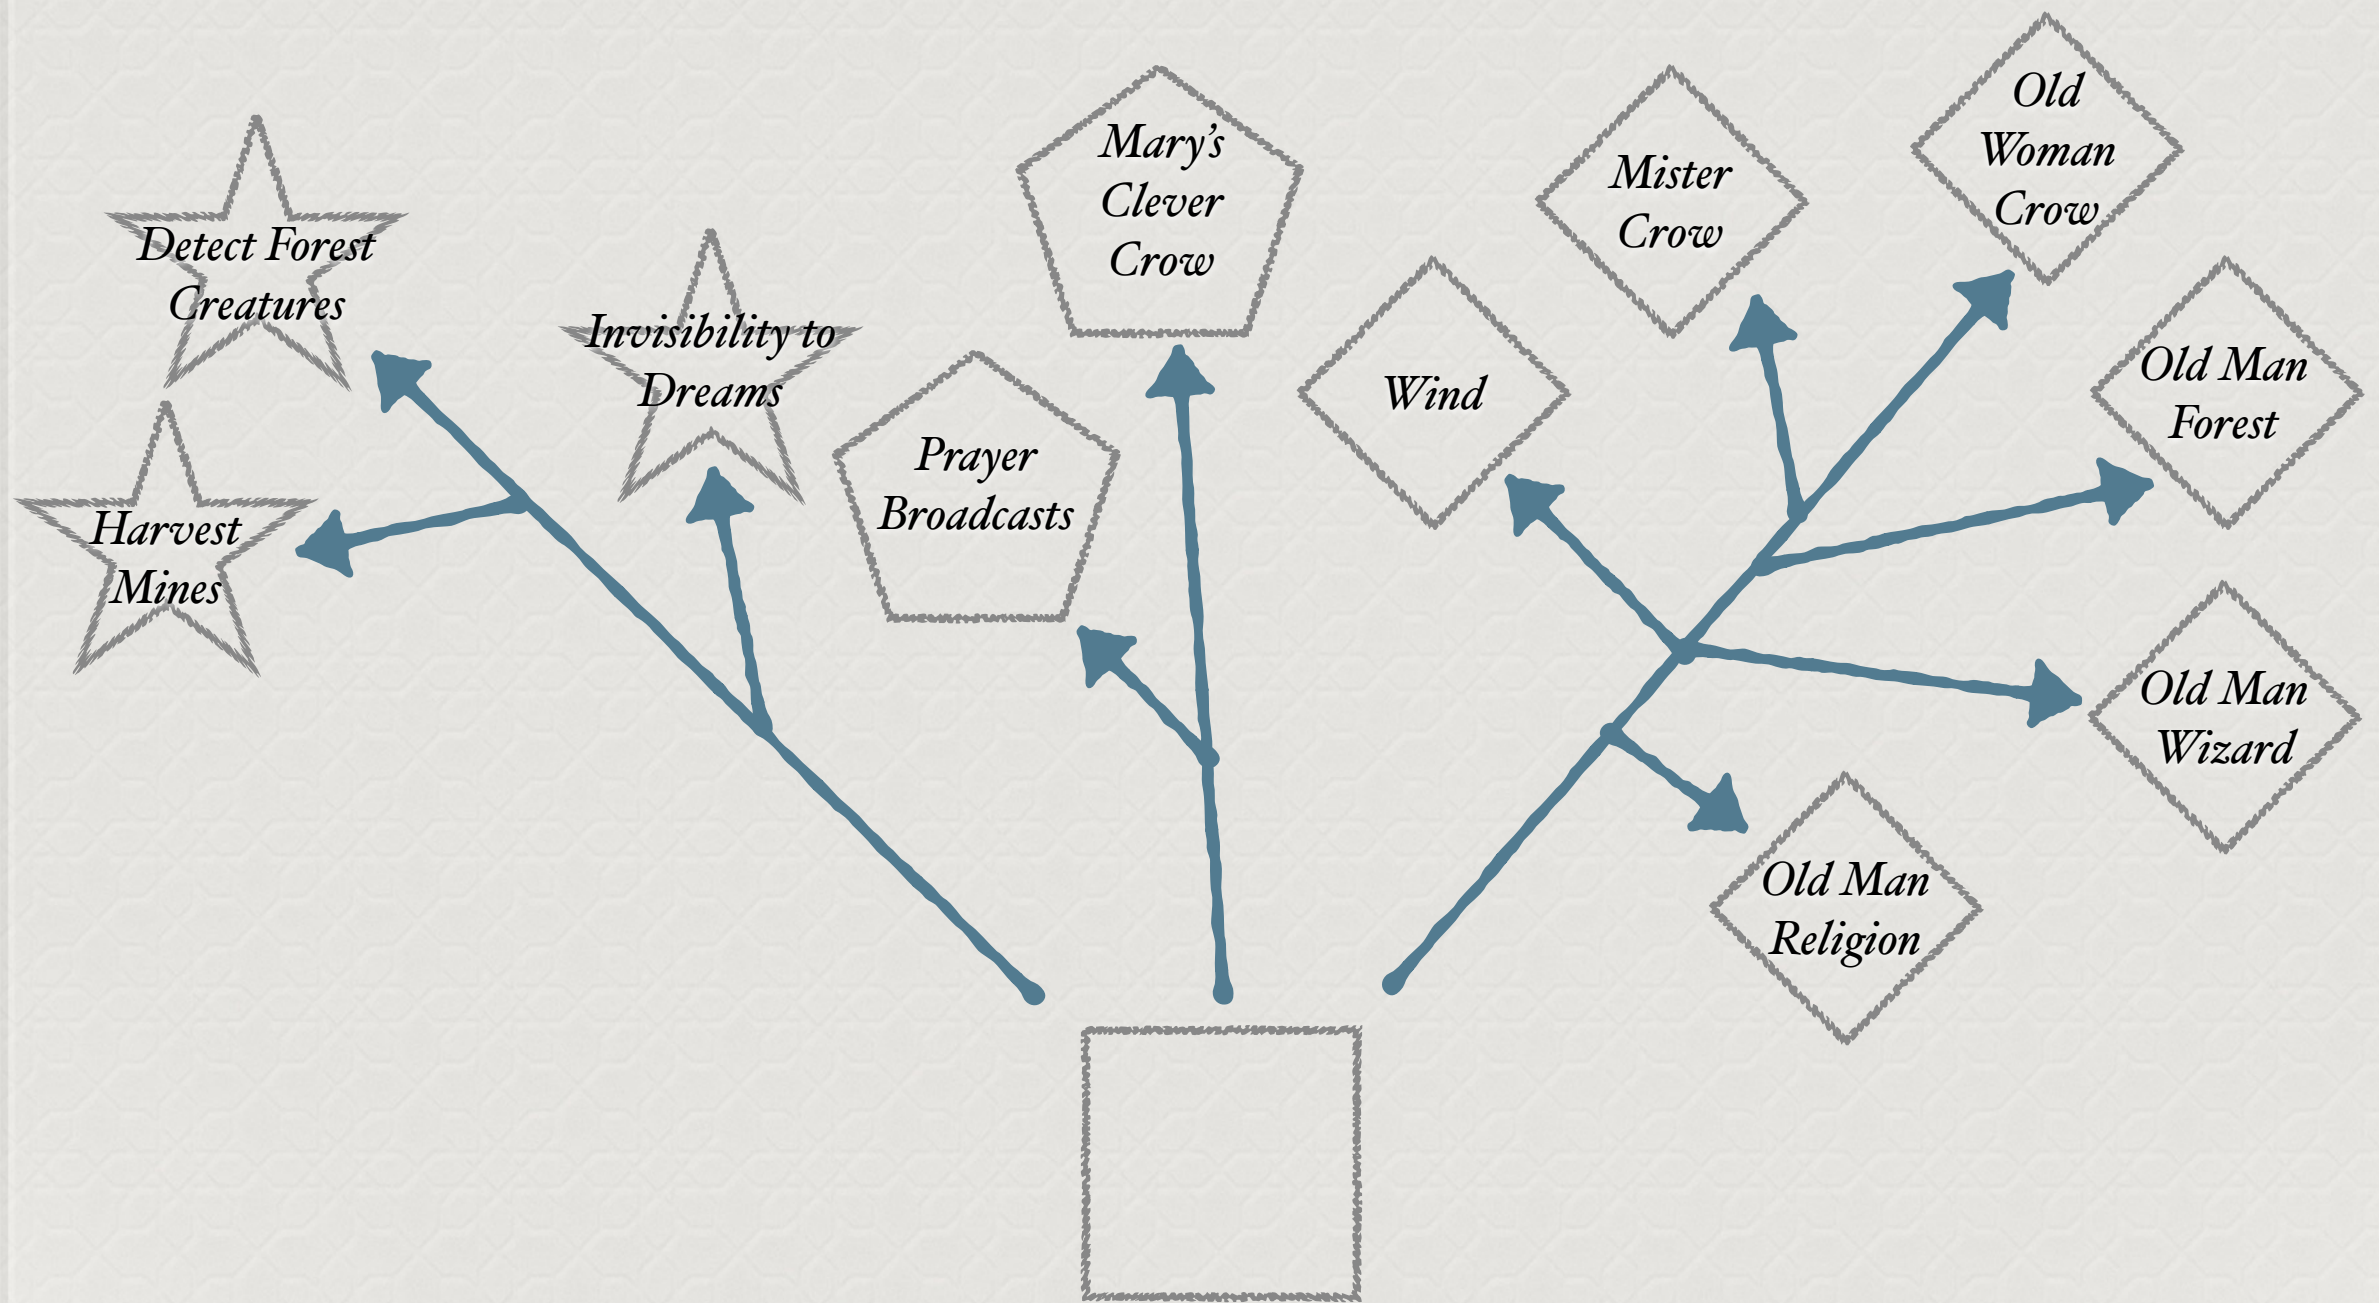 Detect Forest
Creatures
Harvest
Mines
Invisibility to
Dreams
Prayer
Broadcasts
Mary’s
Clever
Crow
Wind
Mister
Crow
Old
Woman
Crow
Old Man
Forest
Old Man
Wizard
Old Man
Religion